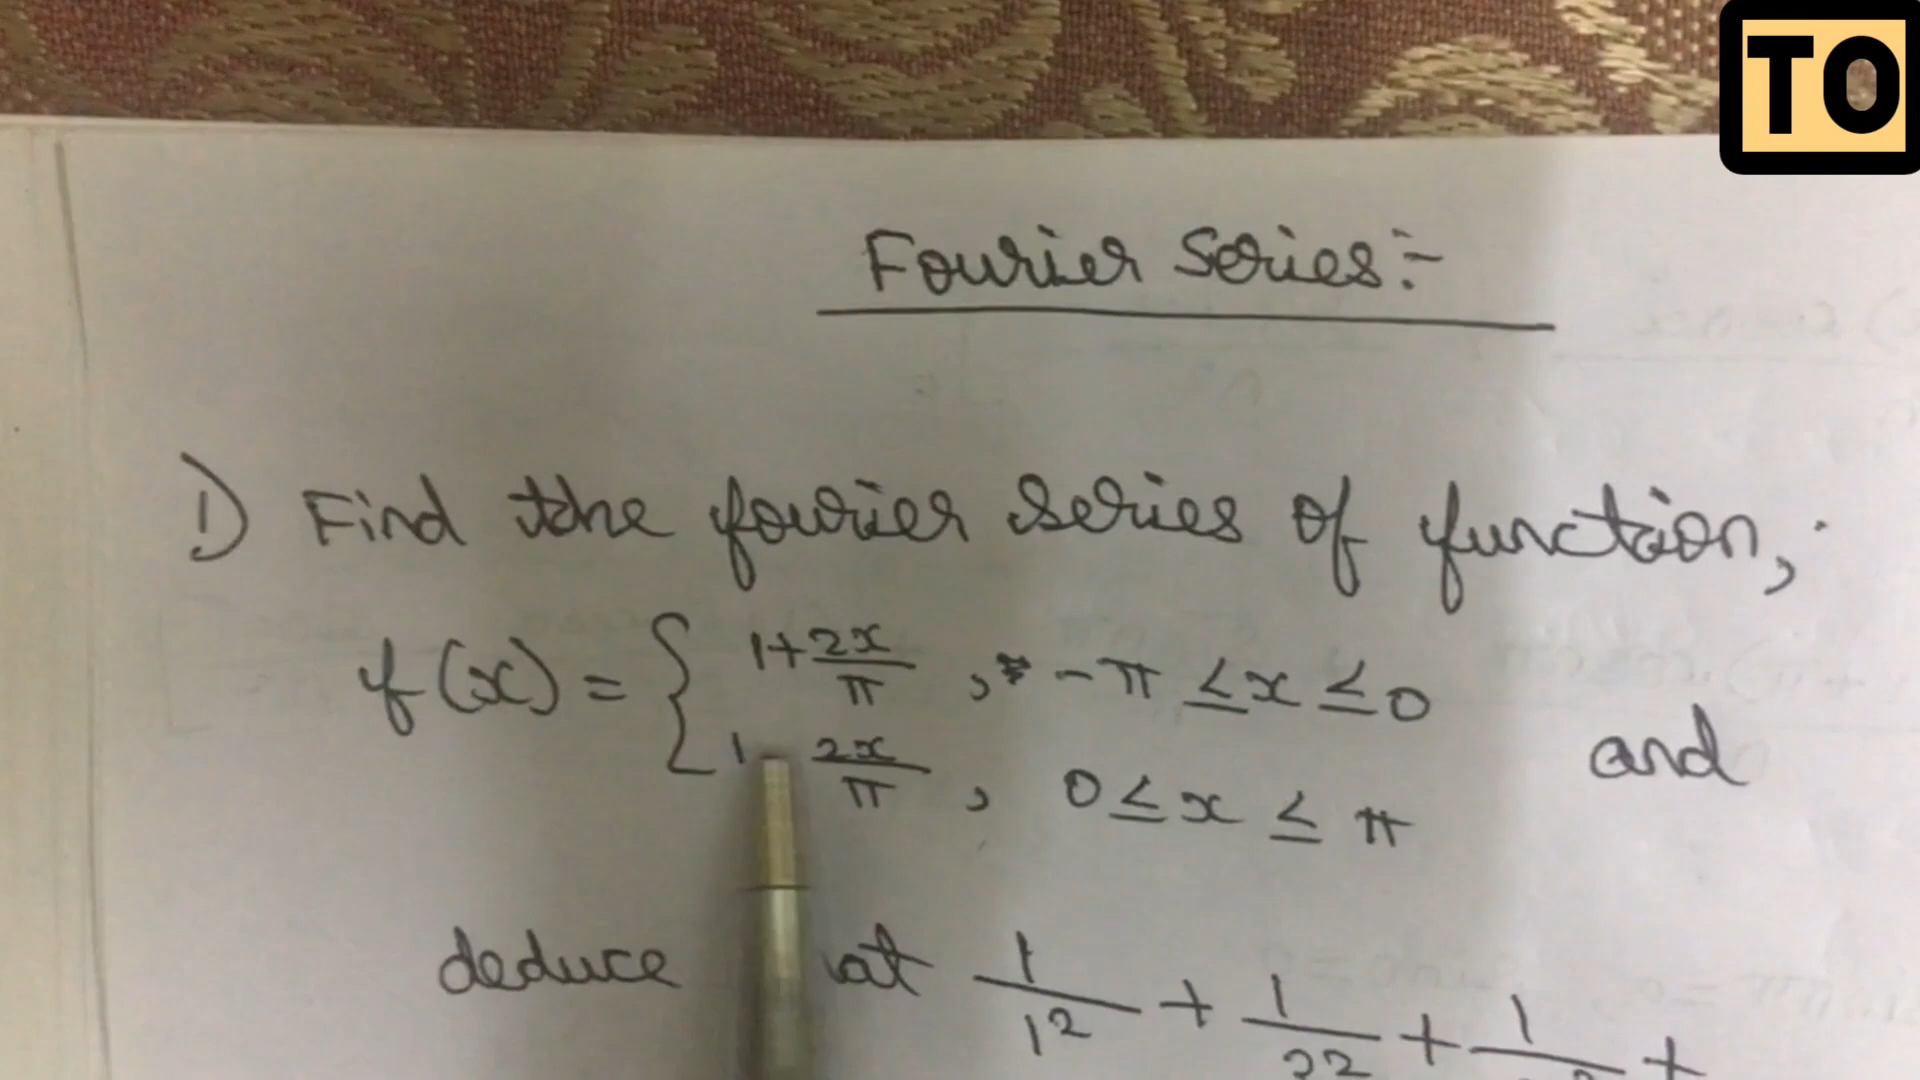 TO
Fourier Series:-
1) Find the fourier series of function,
f(x) = { 1+2x/π , -π ≤ x ≤ 0
1-2x/π , 0 ≤ x ≤ π and
deduce at 1/1² + 1/ + 1/ +